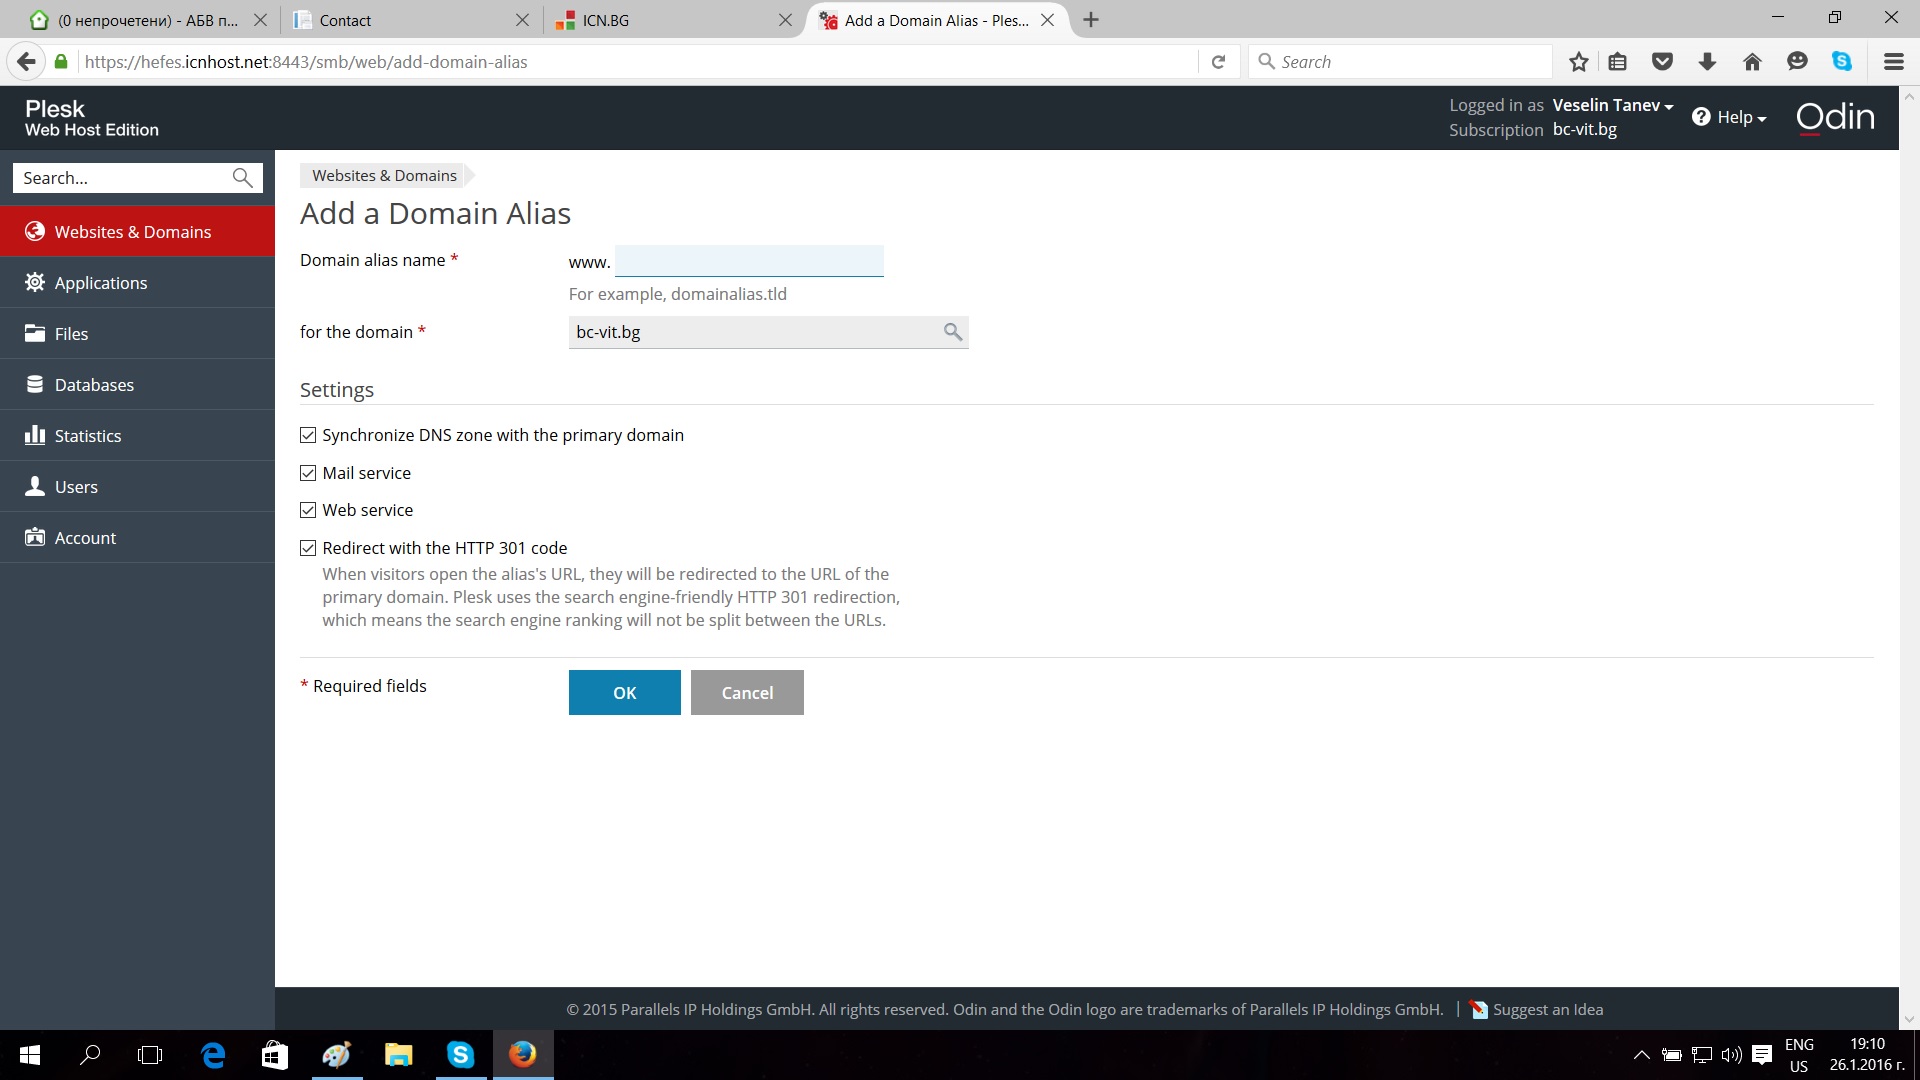 (0 непрочетени) - АБВ п...
Contact
ICN.BG
Add a Domain Alias - Ples...
https://hefes.icnhost.net:8443/smb/web/add-domain-alias
Search
Plesk
Web Host Edition
Logged in as Veselin Tanev
Subscription bc-vit.bg
Help
Odin
Search...
Websites & Domains
Applications
Files
Databases
Statistics
Users
Account
Websites & Domains
Add a Domain Alias
Domain alias name *
www.
For example, domainalias.tld
for the domain *
bc-vit.bg
Settings
Synchronize DNS zone with the primary domain
Mail service
Web service
Redirect with the HTTP 301 code
When visitors open the alias's URL, they will be redirected to the URL of the
primary domain. Plesk uses the search engine-friendly HTTP 301 redirection,
which means the search engine ranking will not be split between the URLs.
* Required fields
OK
Cancel
© 2015 Parallels IP Holdings GmbH. All rights reserved. Odin and the Odin logo are trademarks of Parallels IP Holdings GmbH. | Suggest an Idea
ENG
US
19:10
26.1.2016 г.